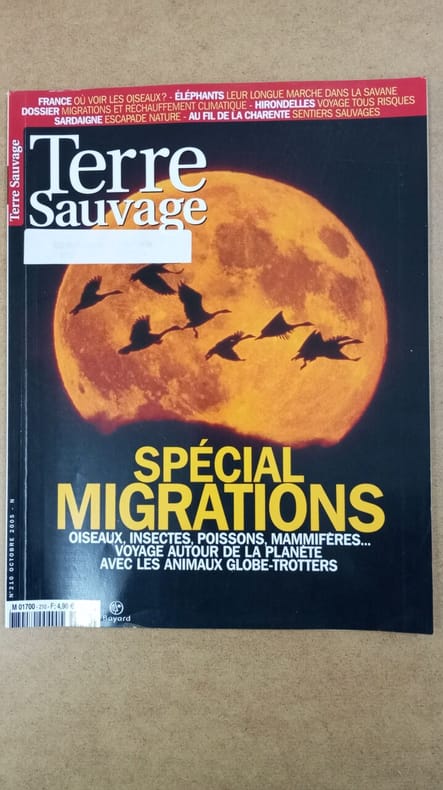 FRANCE OÙ VOIR LES OISEAUX ? - ÉLÉPHANTS LEUR LONGUE MARCHE DANS LA SAVANE
DOSSIER MIGRATIONS ET RÉCHAUFFEMENT CLIMATIQUE - HIRONDELLES VOYAGE TOUS RISQUES
SARDAIGNE ESCAPADE NATURE - AU FIL DE LA CHARENTE SENTIERS SAUVAGES
Terre Sauvage
Terre
Sauvage
SPÉCIAL
MIGRATIONS
OISEAUX, INSECTES, POISSONS, MAMMIFÈRES...
VOYAGE AUTOUR DE LA PLANÈTE
AVEC LES ANIMAUX GLOBE-TROTTERS
N°210 OCTOBRE 2005 - N
M 01700 - 210 - F: 4,90 €
Bayard